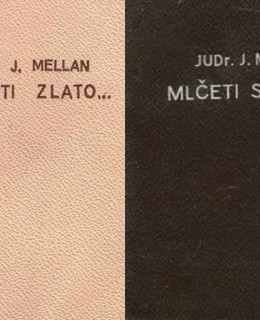 J. MELLAN
TI ZLATO...
JUDr. J. M
MLČETI S